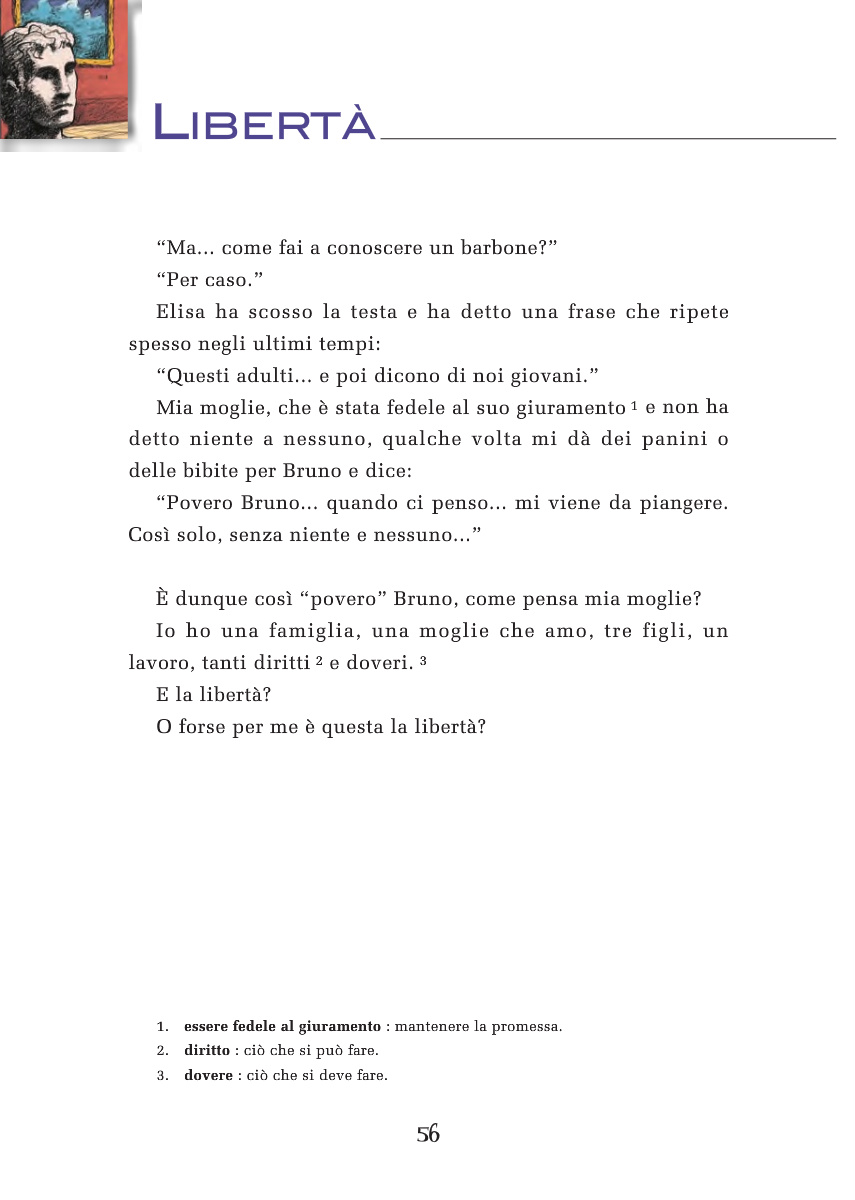 LIBERTÀ
“Ma... come fai a conoscere un barbone?”
“Per caso.”
Elisa ha scosso la testa e ha detto una frase che ripete
spesso negli ultimi tempi:
“Questi adulti... e poi dicono di noi giovani.”
Mia moglie, che è stata fedele al suo giuramento 1 e non ha
detto niente a nessuno, qualche volta mi dà dei panini o
delle bibite per Bruno e dice:
“Povero Bruno... quando ci penso... mi viene da piangere.
Così solo, senza niente e nessuno...”
È dunque così “povero” Bruno, come pensa mia moglie?
Io ho una famiglia, una moglie che amo, tre figli, un
lavoro, tanti diritti 2 e doveri. 3
E la libertà?
O forse per me è questa la libertà?
1. essere fedele al giuramento : mantenere la promessa.
2. diritto : ciò che si può fare.
3. dovere : ciò che si deve fare.
56